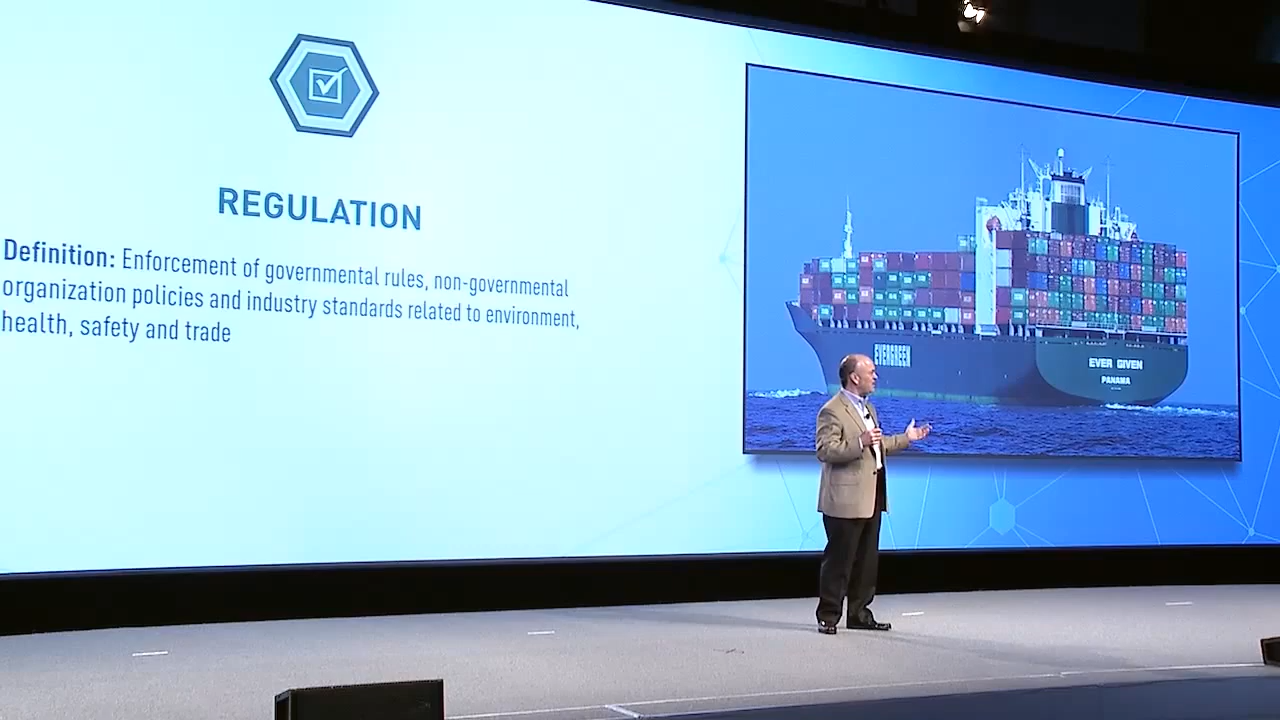 REGULATION
Definition: Enforcement of governmental rules, non-governmental
organization policies and industry standards related to environment,
health, safety and trade
EVERGREEN
EVER GIVEN
PANAMA